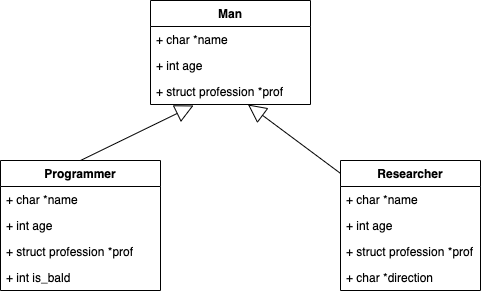 Man
+ char *name
+ int age
+ struct profession *prof
Programmer
+ char *name
+ int age
+ struct profession *prof
+ int is_bald
Researcher
+ char *name
+ int age
+ struct profession *prof
+ char *direction